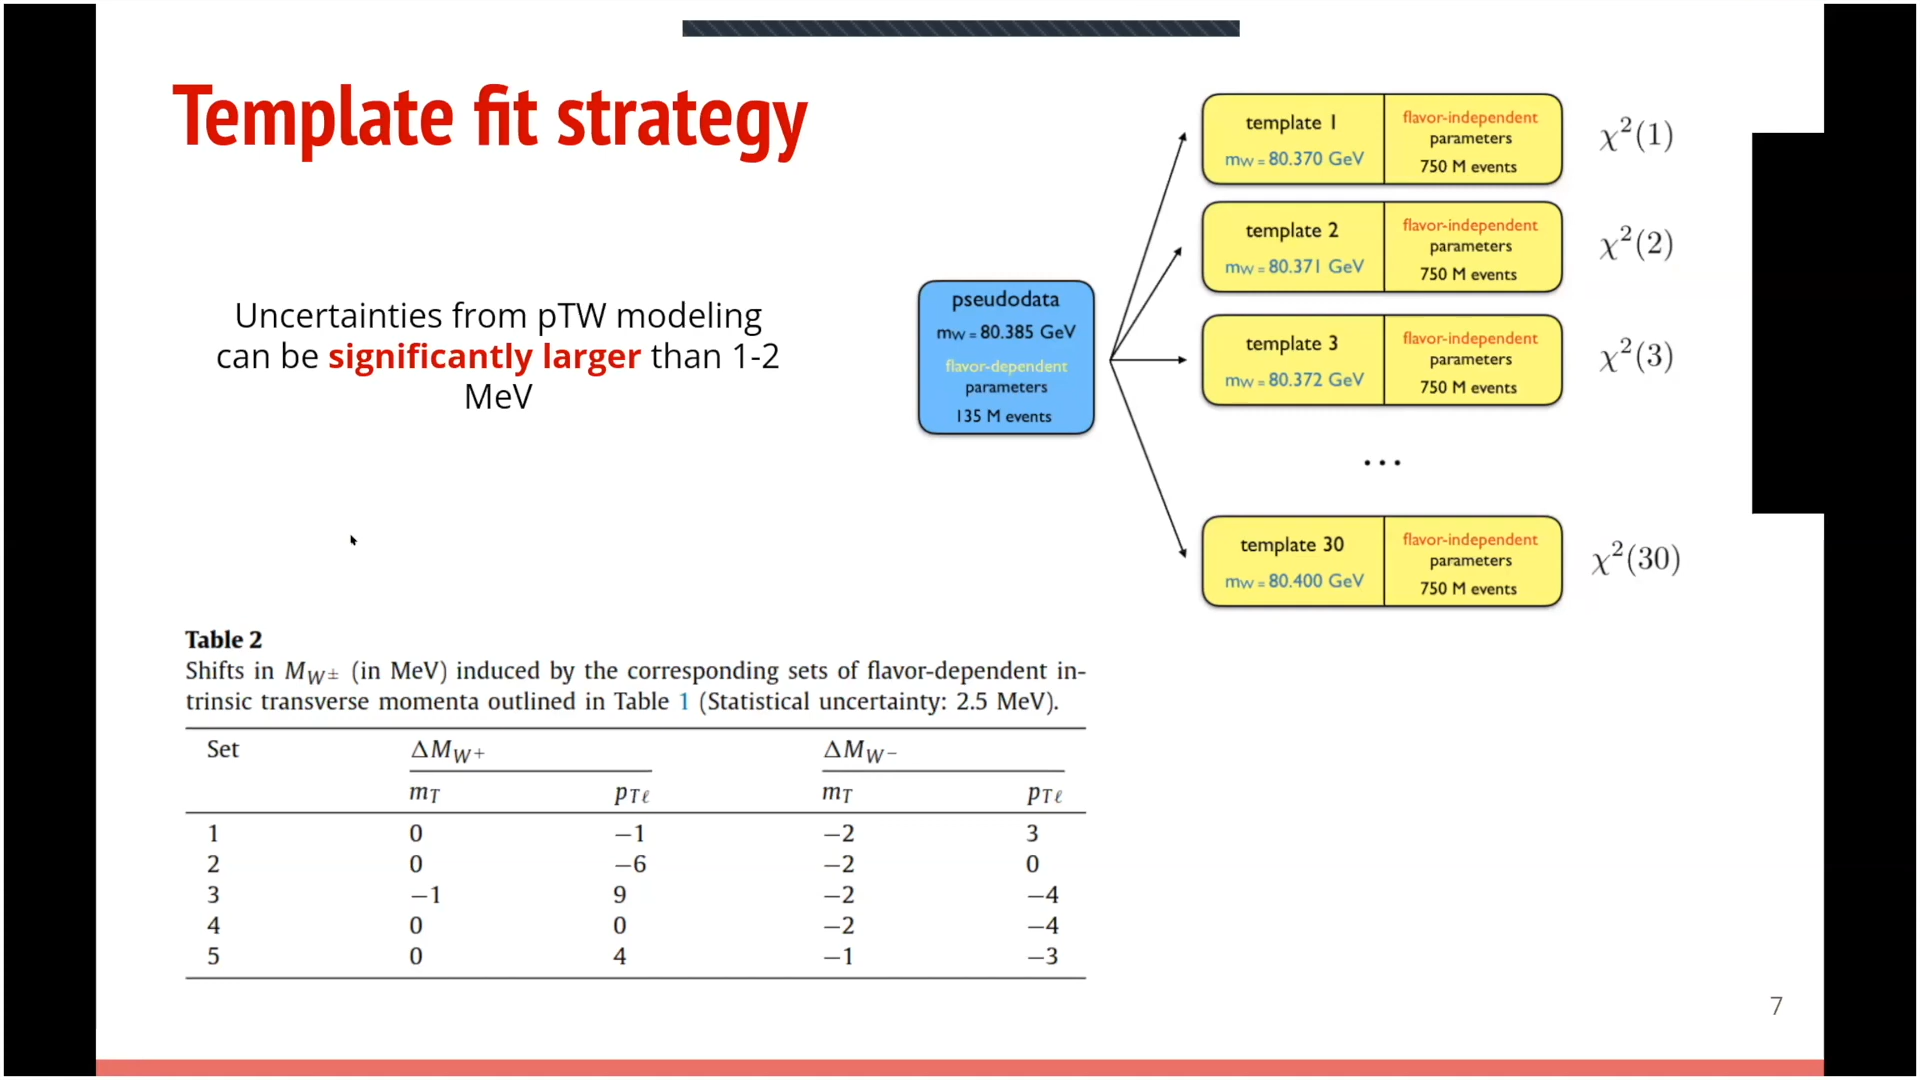 Template fit strategy
Uncertainties from pTW modeling
can be significantly larger than 1-2
MeV
pseudodata
mW = 80.385 GeV
flavor-dependent
parameters
135 M events
template 1
mW = 80.370 GeV
flavor-independent
parameters
750 M events
χ²(1)
template 2
mW = 80.371 GeV
flavor-independent
parameters
750 M events
χ²(2)
template 3
mW = 80.372 GeV
flavor-independent
parameters
750 M events
χ²(3)
...
template 30
mW = 80.400 GeV
flavor-independent
parameters
750 M events
χ²(30)
Table 2
Shifts in MW± (in MeV) induced by the corresponding sets of flavor-dependent in-
trinsic transverse momenta outlined in Table 1 (Statistical uncertainty: 2.5 MeV).
Set ΔMW+ ΔMW−
mT pTℓ mT pTℓ
1 0 −1 −2 3
2 0 −6 −2 0
3 −1 9 −2 −4
4 0 0 −2 −4
5 0 4 −1 −3
7